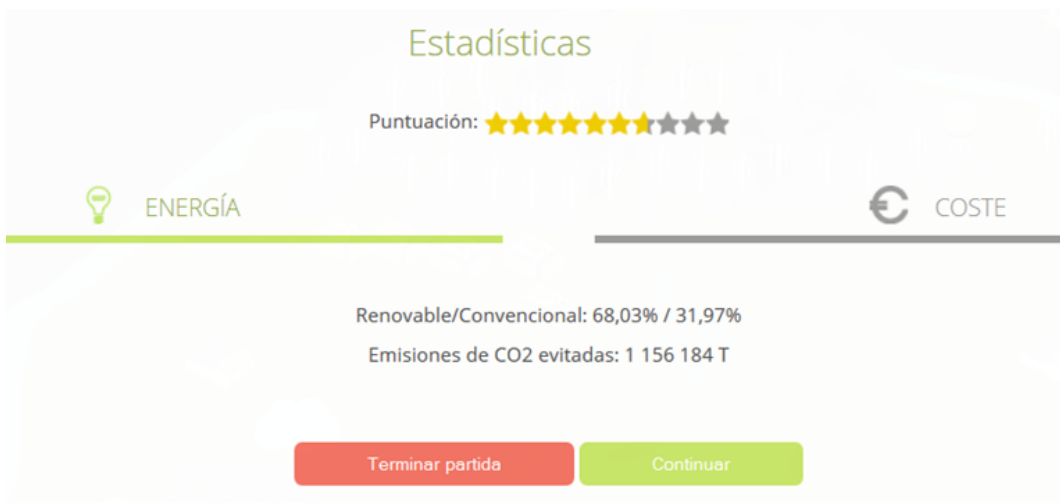 Estadísticas
Puntuación:
ENERGÍA
COSTE
Renovable/Convencional: 68,03% / 31,97%
Emisiones de CO2 evitadas: 1 156 184 T
Terminar partida
Continuar